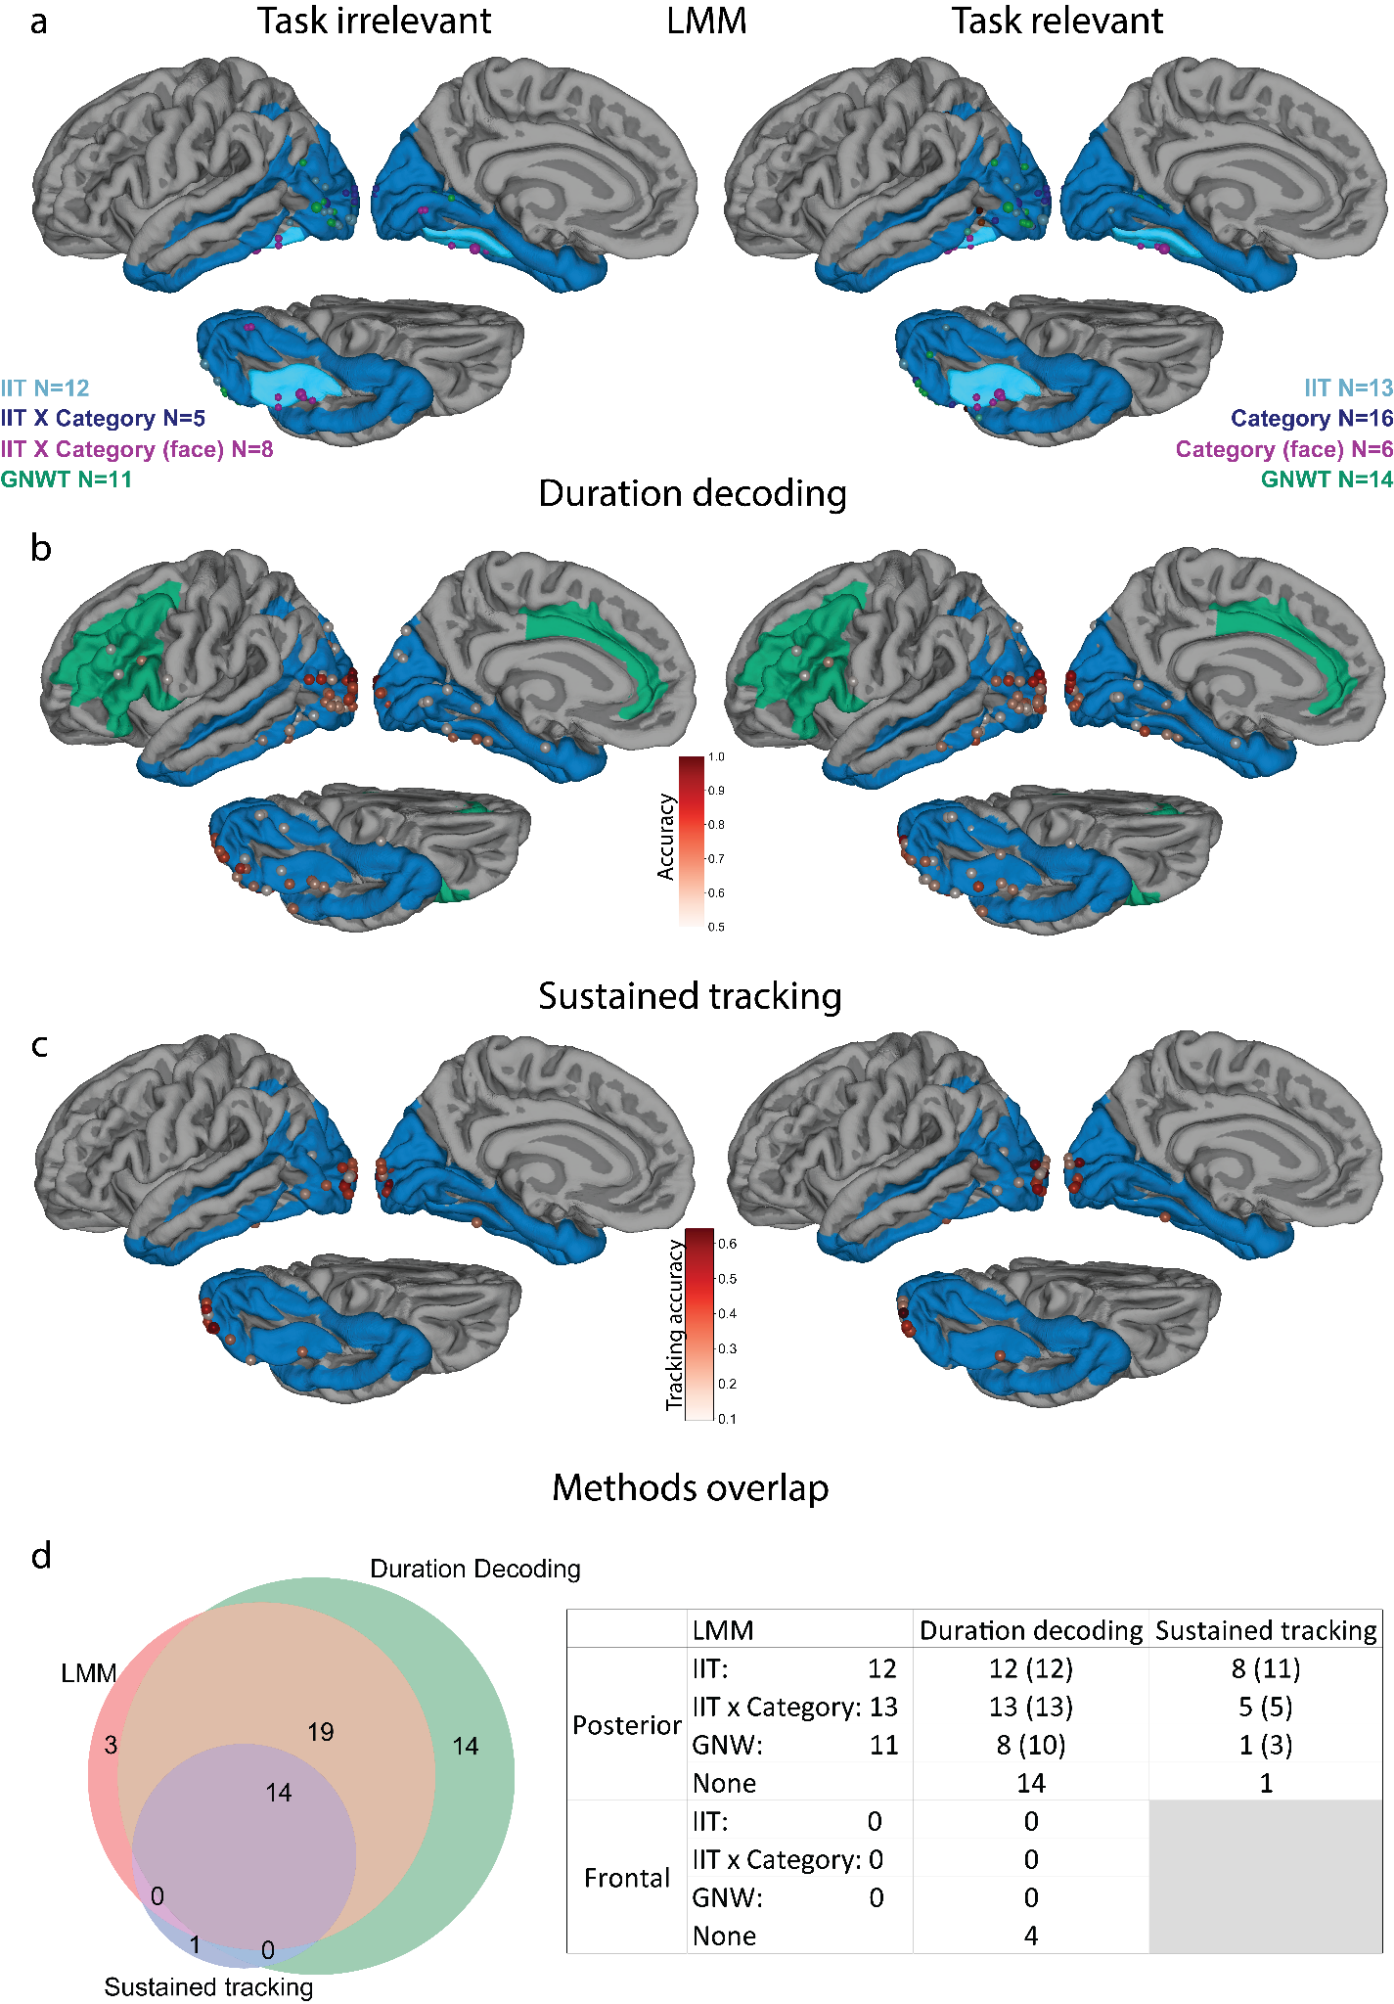 a
Task irrelevant
LMM
Task relevant
IIT N=12
IIT X Category N=5
IIT X Category (face) N=8
GNWT N=11
IIT N=13
Category N=16
Category (face) N=6
GNWT N=14
Duration decoding
b
Accuracy
1.0
0.9
0.8
0.7
0.6
0.5
Sustained tracking
c
Tracking accuracy
0.6
0.5
0.4
0.3
0.2
0.1
Methods overlap
d
Duration Decoding
LMM
3
19
14
14
0
1
0
Sustained tracking
LMM Duration decoding Sustained tracking
Posterior
IIT: 12 12 (12) 8 (11)
IIT x Category: 13 13 (13) 5 (5)
GNW: 11 8 (10) 1 (3)
None 14 1
Frontal
IIT: 0 0
IIT x Category: 0 0
GNW: 0 0
None 4